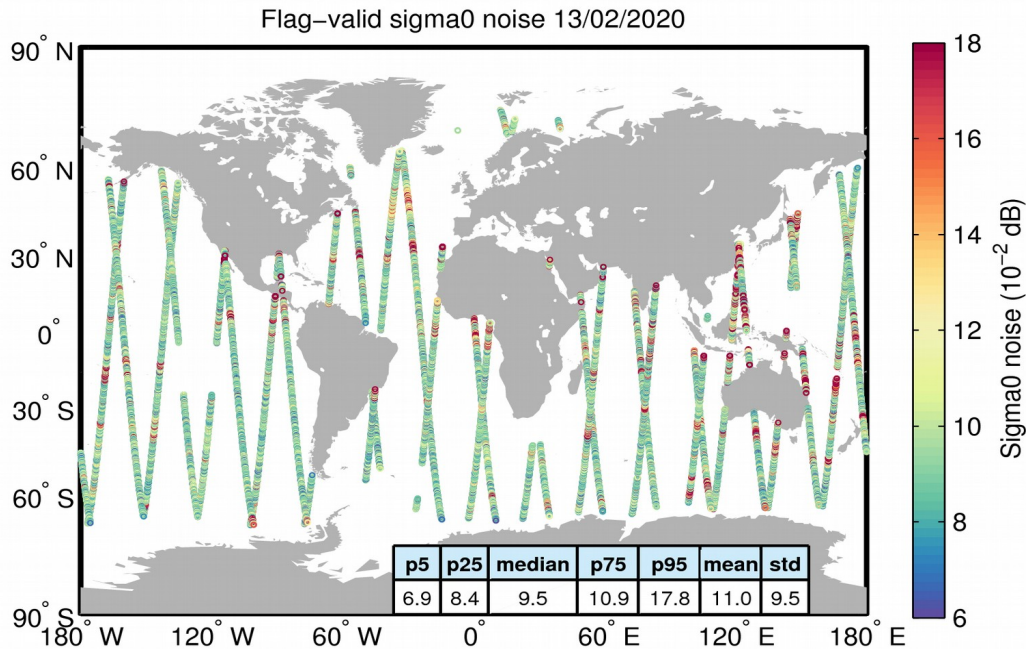 Flag−valid sigma0 noise 13/02/2020
90° N
60° N
30° N
0°
30° S
60° S
90° S
180° W
120° W
60° W
0°
60° E
120° E
180° E
p5 p25 median p75 p95 mean std
6.9 8.4 9.5 10.9 17.8 11.0 9.5
18
16
14
12
10
8
6
Sigma0 noise (10⁻² dB)